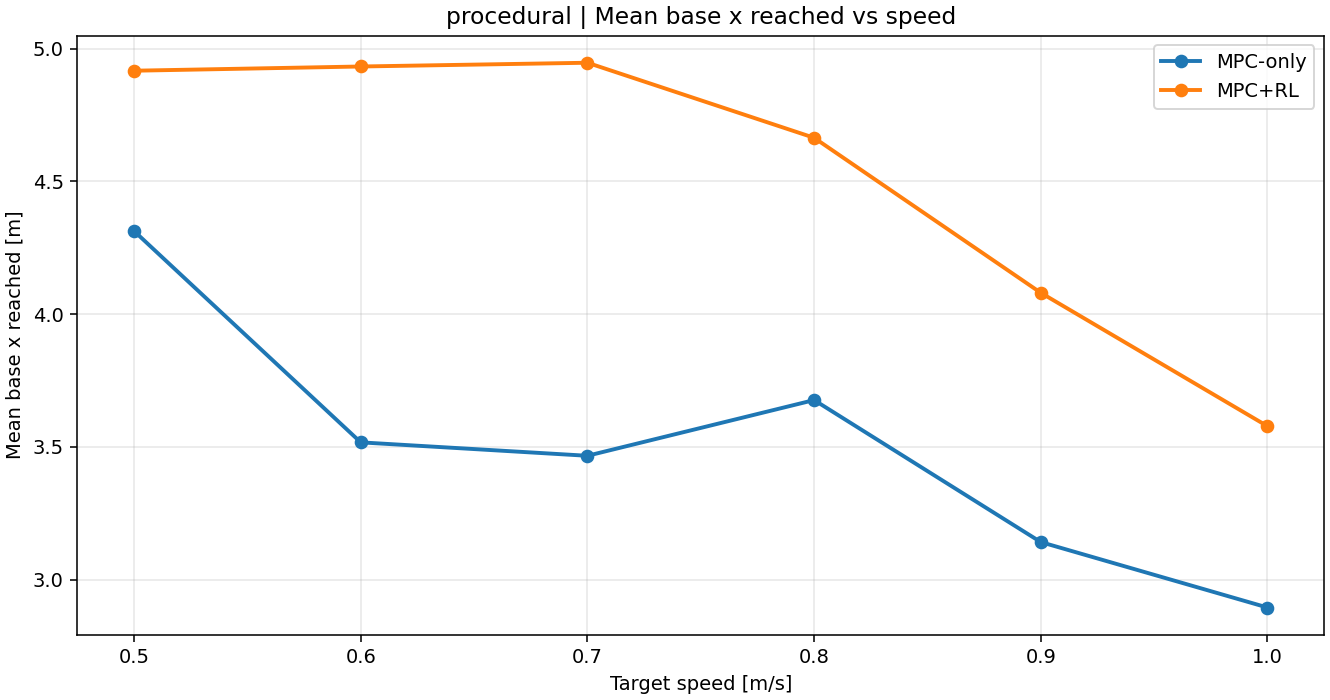 procedural | Mean base x reached vs speed
MPC-only
MPC+RL
Mean base x reached [m]
5.0
4.5
4.0
3.5
3.0
0.5 0.6 0.7 0.8 0.9 1.0
Target speed [m/s]